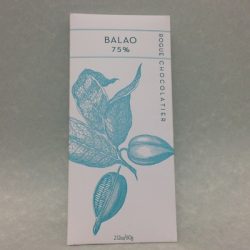 BALAO
75%
ROGUE CHOCOLATIER
2.12oz/60g